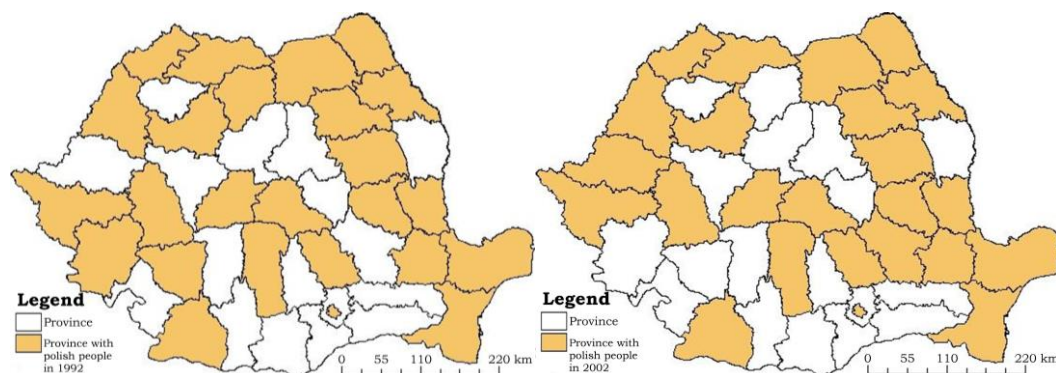 Legend
Province
Province with
polish people
in 1992
0 55 110 220 km
Legend
Province
Province with
polish people
in 2002
0 55 110 220 km